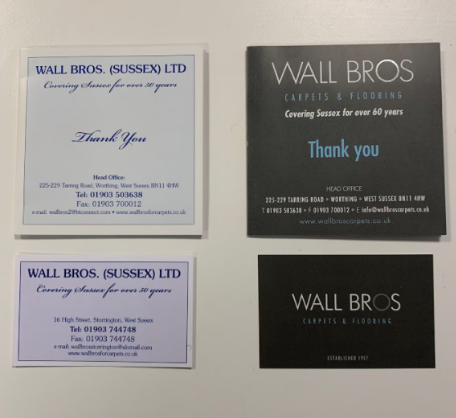 WALL BROS. (SUSSEX) LTD
Covering Sussex for over 50 years
Thank You
Head Office:
225-229 Tarring Road, Worthing, West Sussex BN11 4HW
Tel: 01903 503638
Fax: 01903 700012
WALL BROS
CARPETS & FLOORING
Covering Sussex for over 60 years
Thank you
HEAD OFFICE
225-229 TARRING ROAD • WORTHING • WEST SUSSEX BN11 4HW
T 01903 503638 • F 01903 700012 • E info@wallbroscarpets.co.uk
www.wallbroscarpets.co.uk
WALL BROS. (SUSSEX) LTD
Covering Sussex for over 50 years
16 High Street, Storrington, West Sussex
Tel: 01903 744748
Fax: 01903 744748
www.wallbrosforcarpets.co.uk
WALL BROS
CARPETS & FLOORING
ESTABLISHED 1957